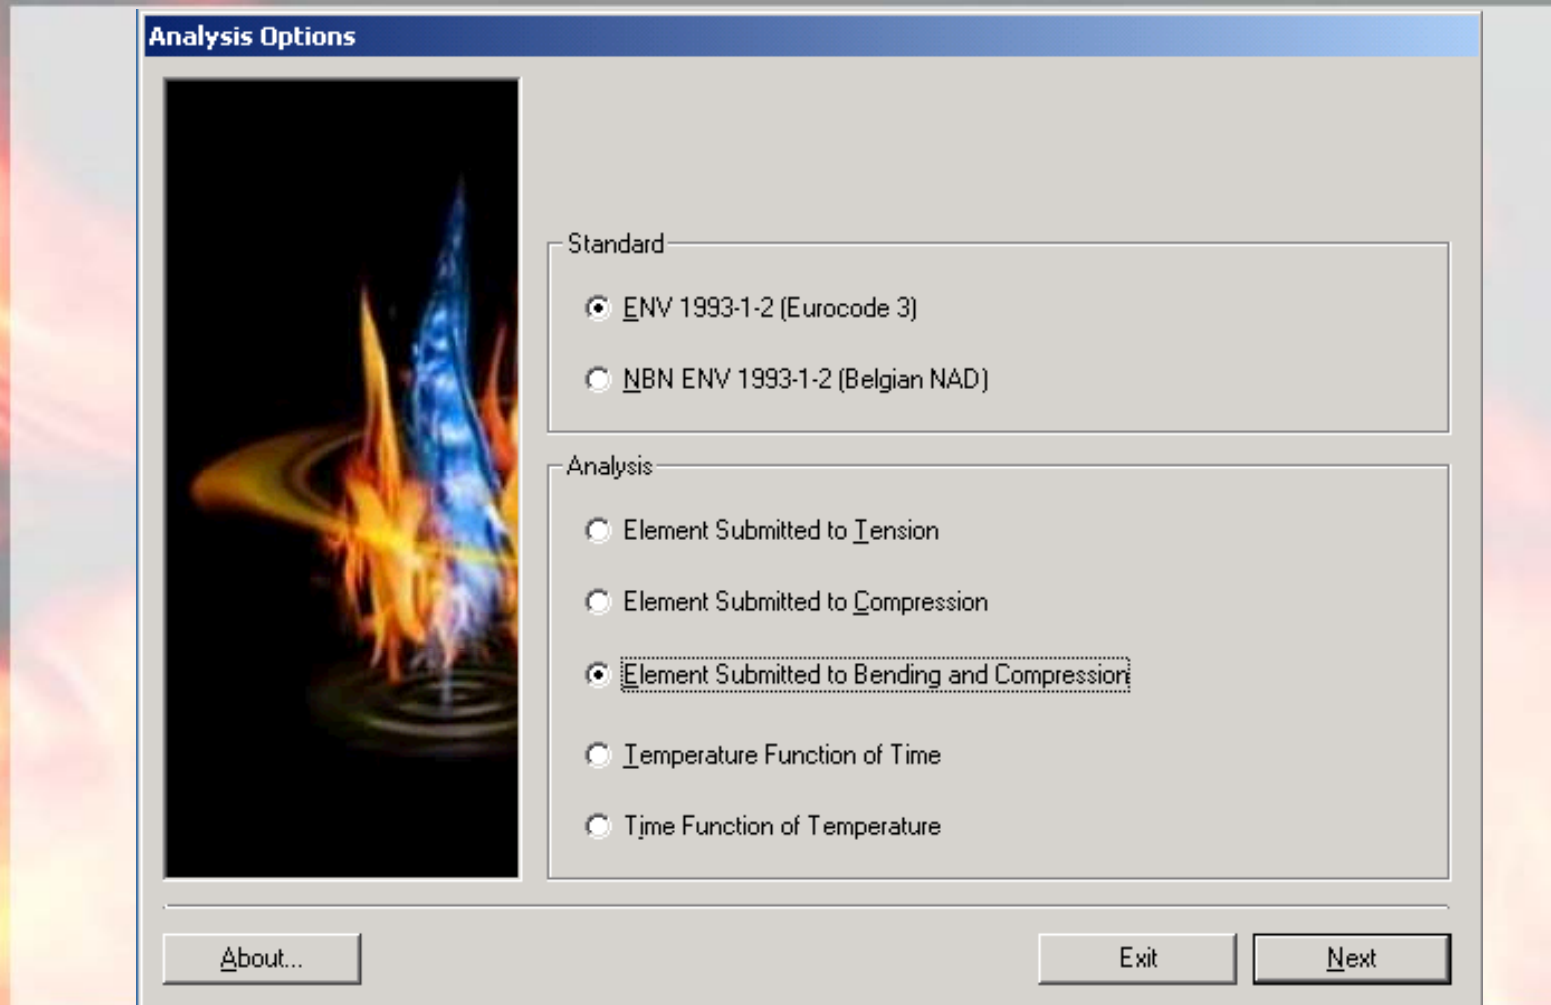 Analysis Options
Standard
ENV 1993-1-2 (Eurocode 3)
NBN ENV 1993-1-2 (Belgian NAD)
Analysis
Element Submitted to Tension
Element Submitted to Compression
Element Submitted to Bending and Compression
Temperature Function of Time
Time Function of Temperature
About...
Exit
Next